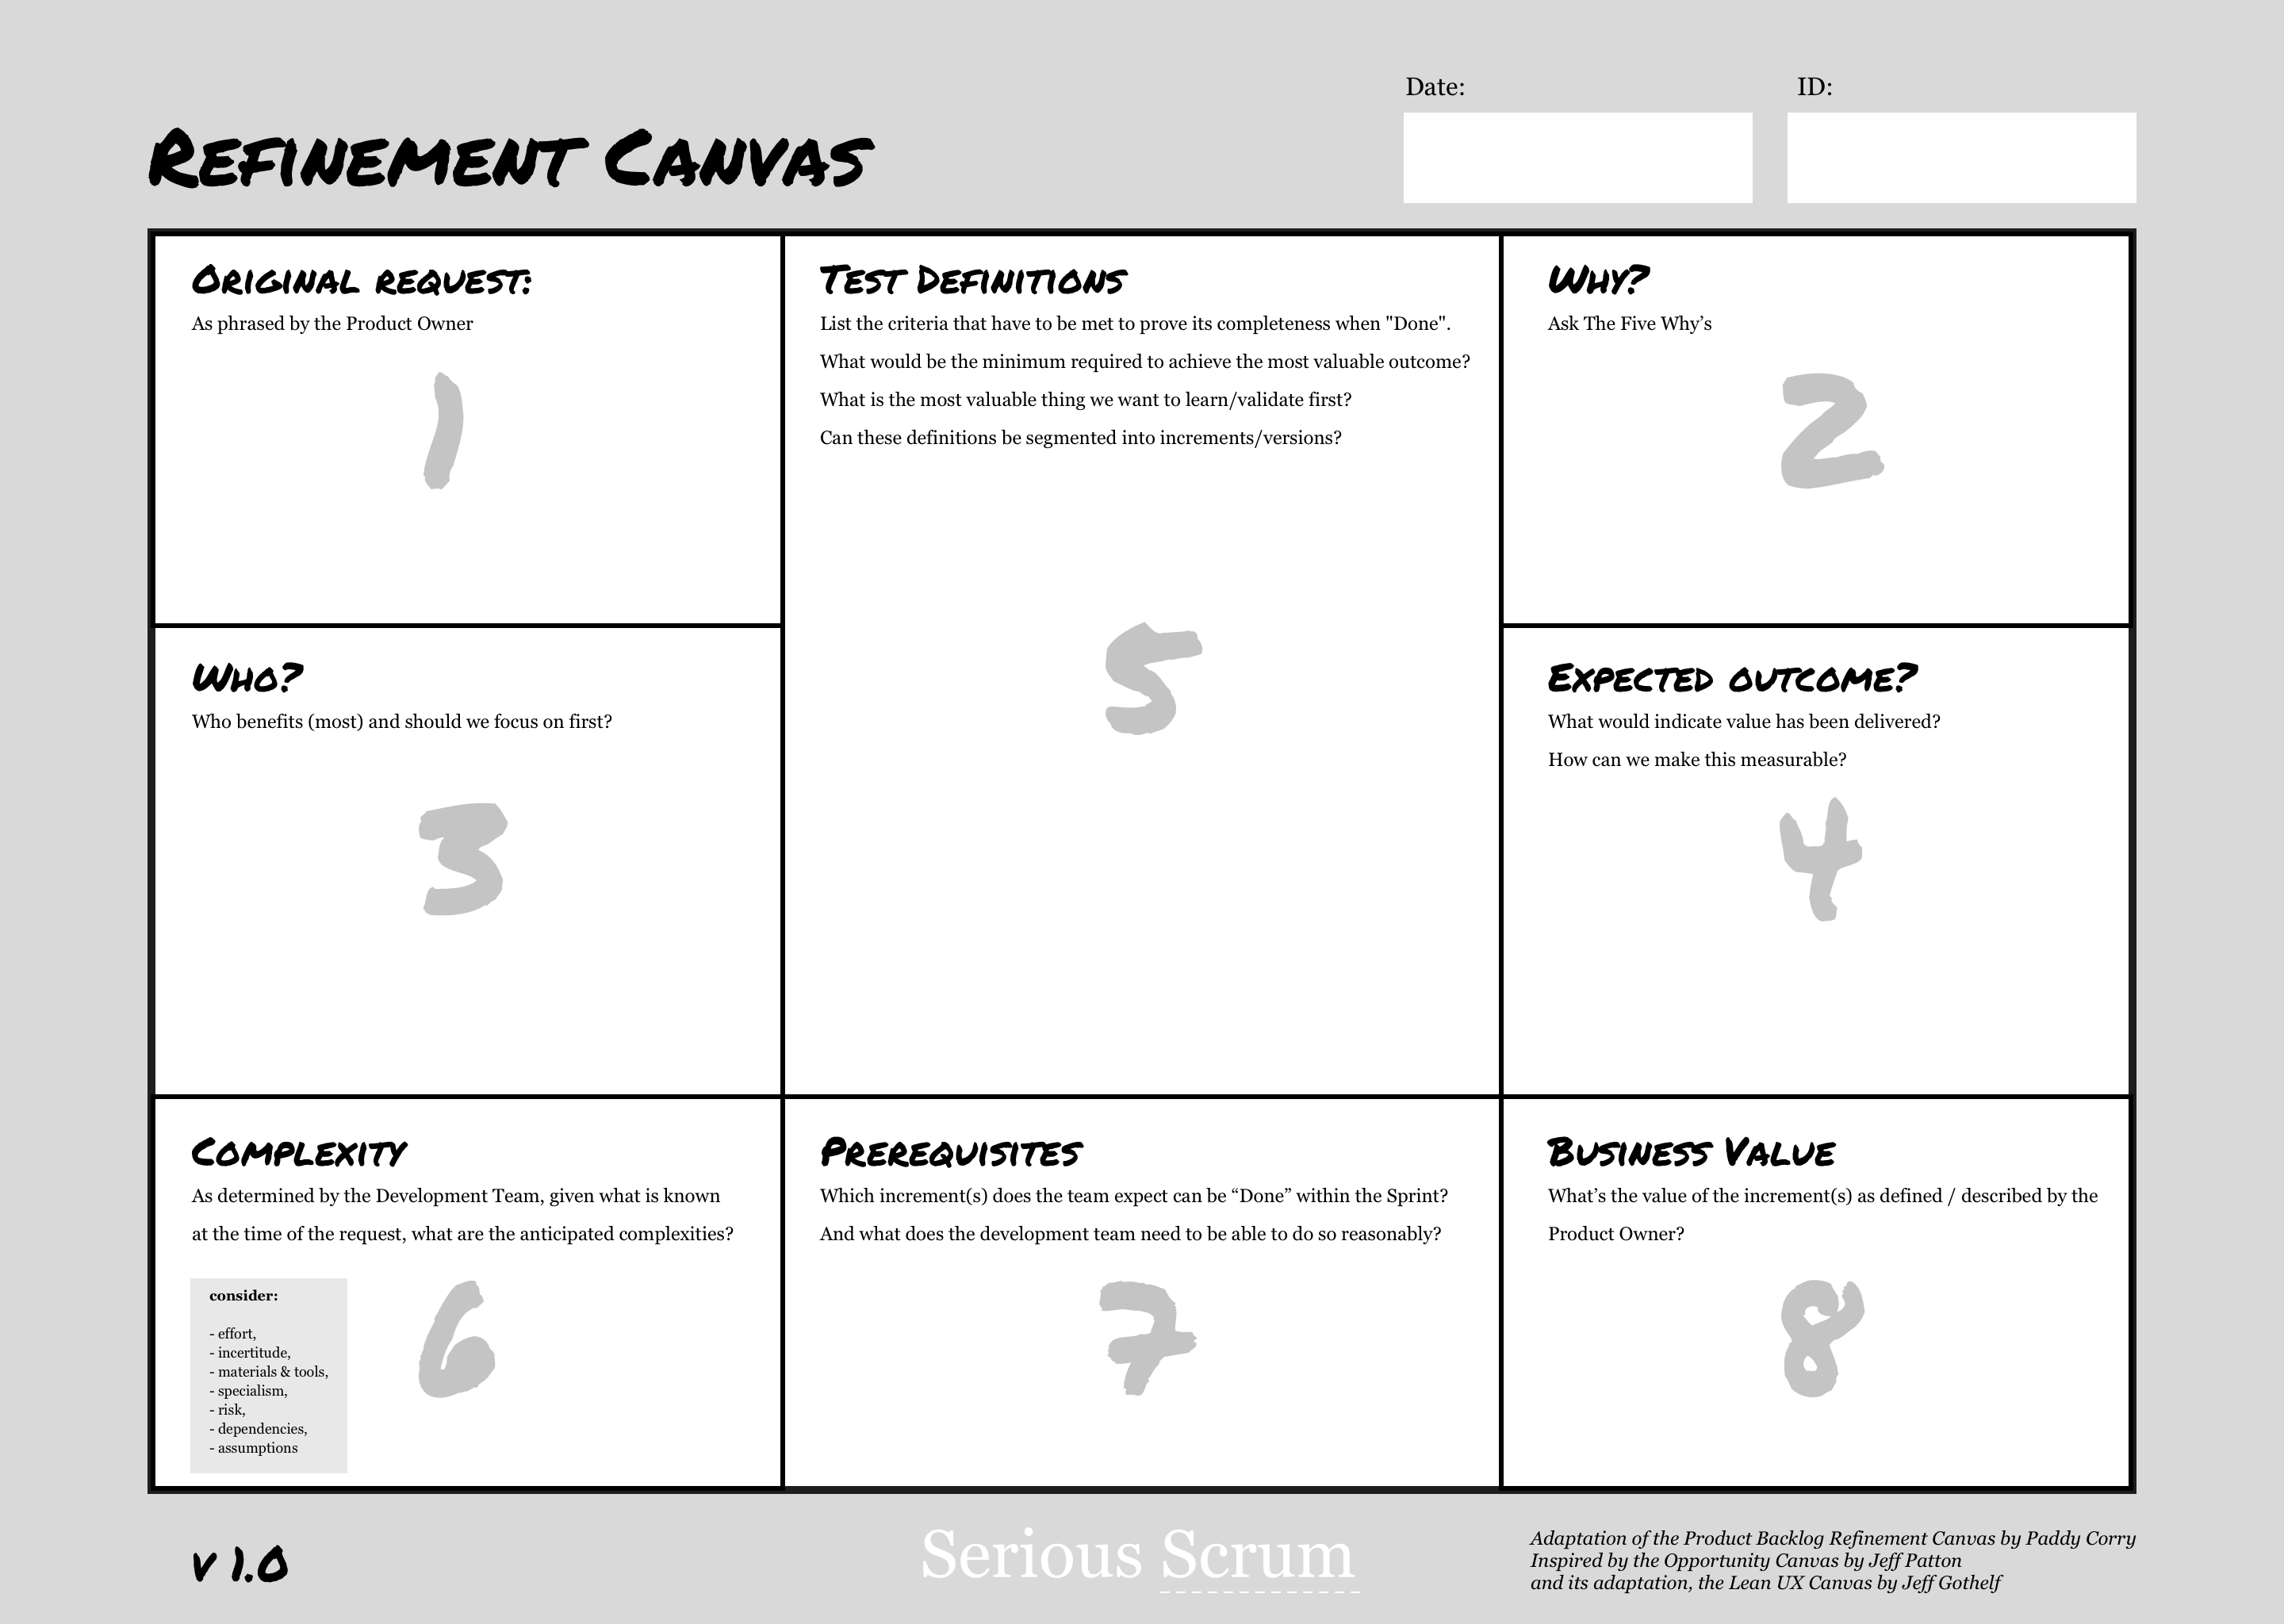 Date:
ID:
Refinement Canvas
Original request:
As phrased by the Product Owner
1
Test Definitions
List the criteria that have to be met to prove its completeness when "Done".
What would be the minimum required to achieve the most valuable outcome?
What is the most valuable thing we want to learn/validate first?
Can these definitions be segmented into increments/versions?
5
Why?
Ask The Five Why’s
2
Who?
Who benefits (most) and should we focus on first?
3
Expected outcome?
What would indicate value has been delivered?
How can we make this measurable?
4
Complexity
As determined by the Development Team, given what is known
at the time of the request, what are the anticipated complexities?
consider:
- effort,
- incertitude,
- materials & tools,
- specialism,
- risk,
- dependencies,
- assumptions
6
Prerequisites
Which increment(s) does the team expect can be “Done” within the Sprint?
And what does the development team need to be able to do so reasonably?
7
Business Value
What’s the value of the increment(s) as defined / described by the
Product Owner?
8
v 1.0
Serious Scrum
Adaptation of the Product Backlog Refinement Canvas by Paddy Corry
Inspired by the Opportunity Canvas by Jeff Patton
and its adaptation, the Lean UX Canvas by Jeff Gothelf